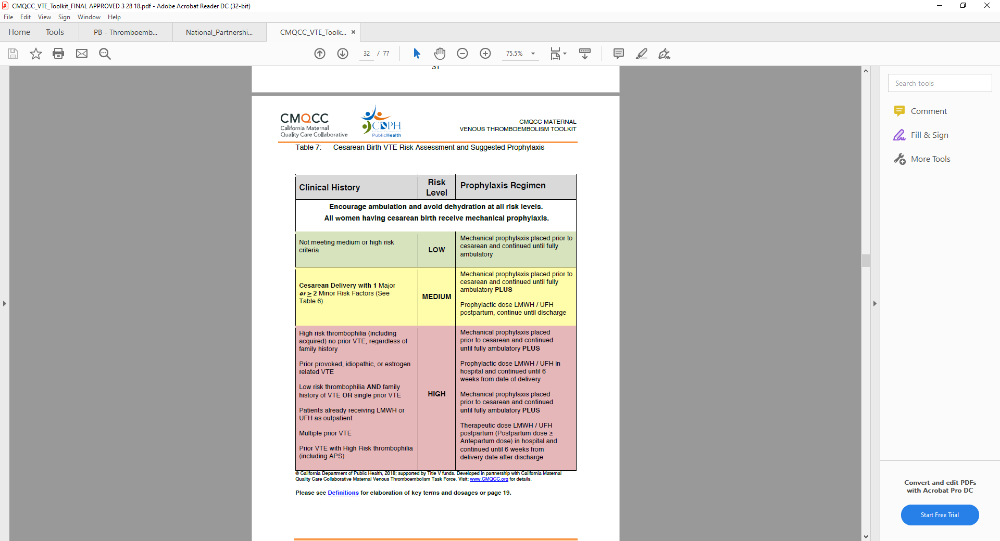 CMQCC_VTE_Toolkit_FINAL APPROVED 3 28 18.pdf - Adobe Acrobat Reader DC (32-bit)
File Edit View Sign Window Help
Home Tools PB - Thromboemb... National_Partnershi... CMQCC_VTE_Toolk... ×
32 / 77 75.5%
31
Search tools
Comment
Fill & Sign
More Tools
CMQCC
California Maternal
Quality Care Collaborative
CDPH
PublicHealth
CMQCC MATERNAL
VENOUS THROMBOEMBOLISM TOOLKIT
Table 7: Cesarean Birth VTE Risk Assessment and Suggested Prophylaxis
Clinical History
Risk
Level
Prophylaxis Regimen
Encourage ambulation and avoid dehydration at all risk levels.
All women having cesarean birth receive mechanical prophylaxis.
Not meeting medium or high risk
criteria
LOW
Mechanical prophylaxis placed prior to
cesarean and continued until fully
ambulatory
Cesarean Delivery with 1 Major
or ≥ 2 Minor Risk Factors (See
Table 6)
MEDIUM
Mechanical prophylaxis placed prior to
cesarean and continued until fully
ambulatory PLUS
Prophylactic dose LMWH / UFH
postpartum, continue until discharge
High risk thrombophilia (including
acquired) no prior VTE, regardless of
family history
Prior provoked, idiopathic, or estrogen
related VTE
Low risk thrombophilia AND family
history of VTE OR single prior VTE
Patients already receiving LMWH or
UFH as outpatient
Multiple prior VTE
Prior VTE with High Risk thrombophilia
(including APS)
HIGH
Mechanical prophylaxis placed
prior to cesarean and continued
until fully ambulatory PLUS
Prophylactic dose LMWH / UFH in
hospital and continued until 6
weeks from date of delivery
Mechanical prophylaxis placed
prior to cesarean and continued
until fully ambulatory PLUS
Therapeutic dose LMWH / UFH
postpartum (Postpartum dose ≥
Antepartum dose) in hospital and
continued until 6 weeks from
delivery date after discharge
© California Department of Public Health, 2018; supported by Title V funds. Developed in partnership with California Maternal
Quality Care Collaborative Maternal Venous Thromboembolism Task Force. Visit: www.CMQCC.org for details.
Please see Definitions for elaboration of key terms and dosages or page 19.
Convert and edit PDFs
with Acrobat Pro DC
Start Free Trial